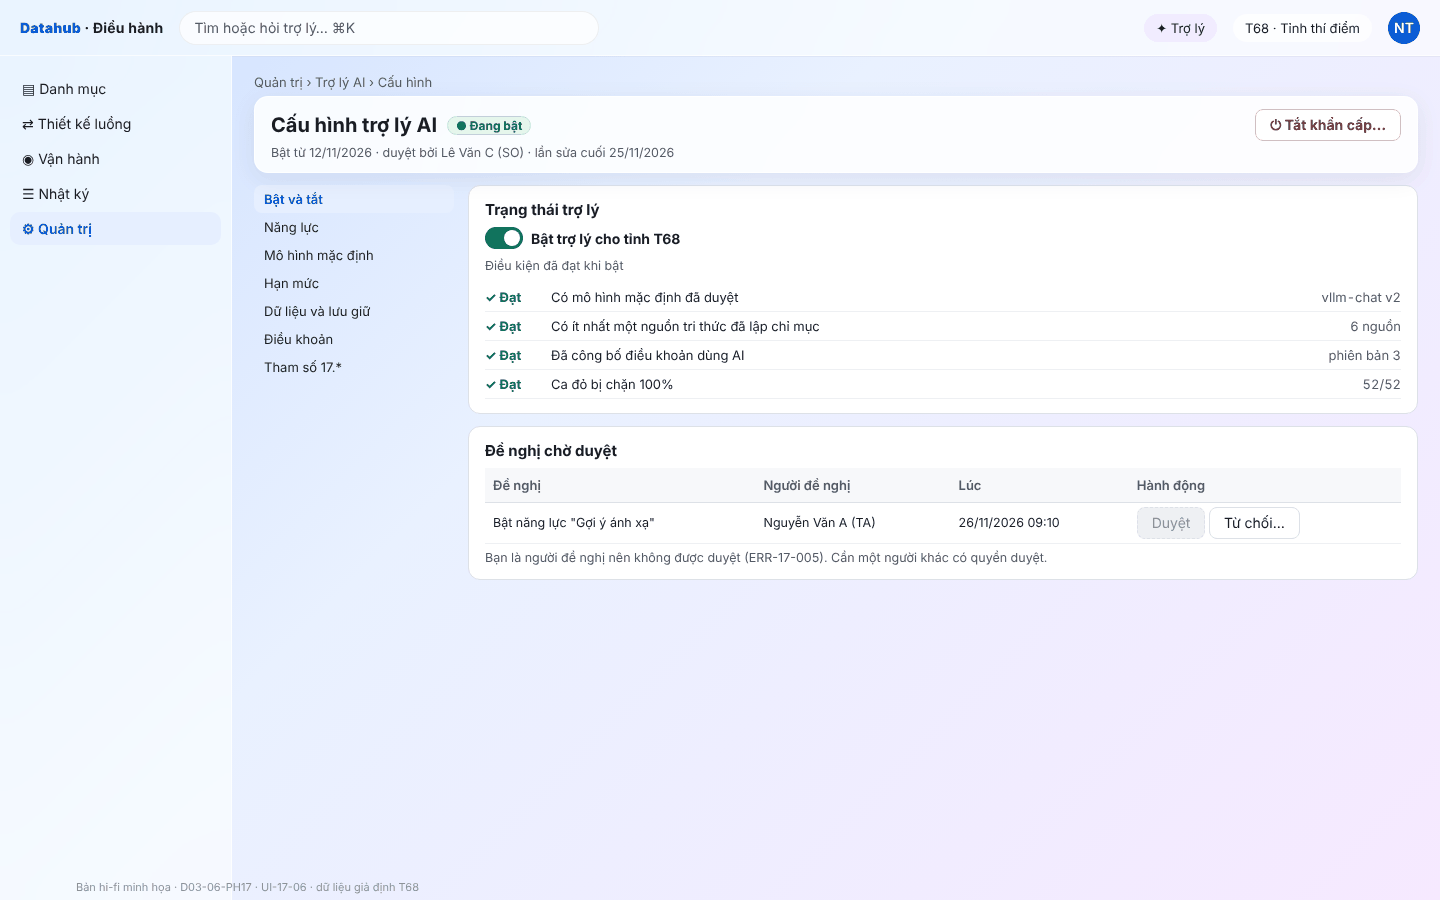 Datahub · Điều hành
Tìm hoặc hỏi trợ lý... ⌘K
✦ Trợ lý
T68 · Tỉnh thí điểm
NT
▤ Danh mục
⇄ Thiết kế luồng
◉ Vận hành
☰ Nhật ký
⚙ Quản trị
Quản trị › Trợ lý AI › Cấu hình
Cấu hình trợ lý AI
● Đang bật
⏻ Tắt khẩn cấp...
Bật từ 12/11/2026 · duyệt bởi Lê Văn C (SO) · lần sửa cuối 25/11/2026
Bật và tắt
Năng lực
Mô hình mặc định
Hạn mức
Dữ liệu và lưu giữ
Điều khoản
Tham số 17.*
Trạng thái trợ lý
Bật trợ lý cho tỉnh T68
Điều kiện đã đạt khi bật
✓ Đạt Có mô hình mặc định đã duyệt vllm-chat v2
✓ Đạt Có ít nhất một nguồn tri thức đã lập chỉ mục 6 nguồn
✓ Đạt Đã công bố điều khoản dùng AI phiên bản 3
✓ Đạt Ca đỏ bị chặn 100% 52/52
Đề nghị chờ duyệt
Đề nghị Người đề nghị Lúc Hành động
Bật năng lực "Gợi ý ánh xạ" Nguyễn Văn A (TA) 26/11/2026 09:10 Duyệt Từ chối...
Bạn là người đề nghị nên không được duyệt (ERR-17-005). Cần một người khác có quyền duyệt.
Bản hi-fi minh họa · D03-06-PH17 · UI-17-06 · dữ liệu giả định T68